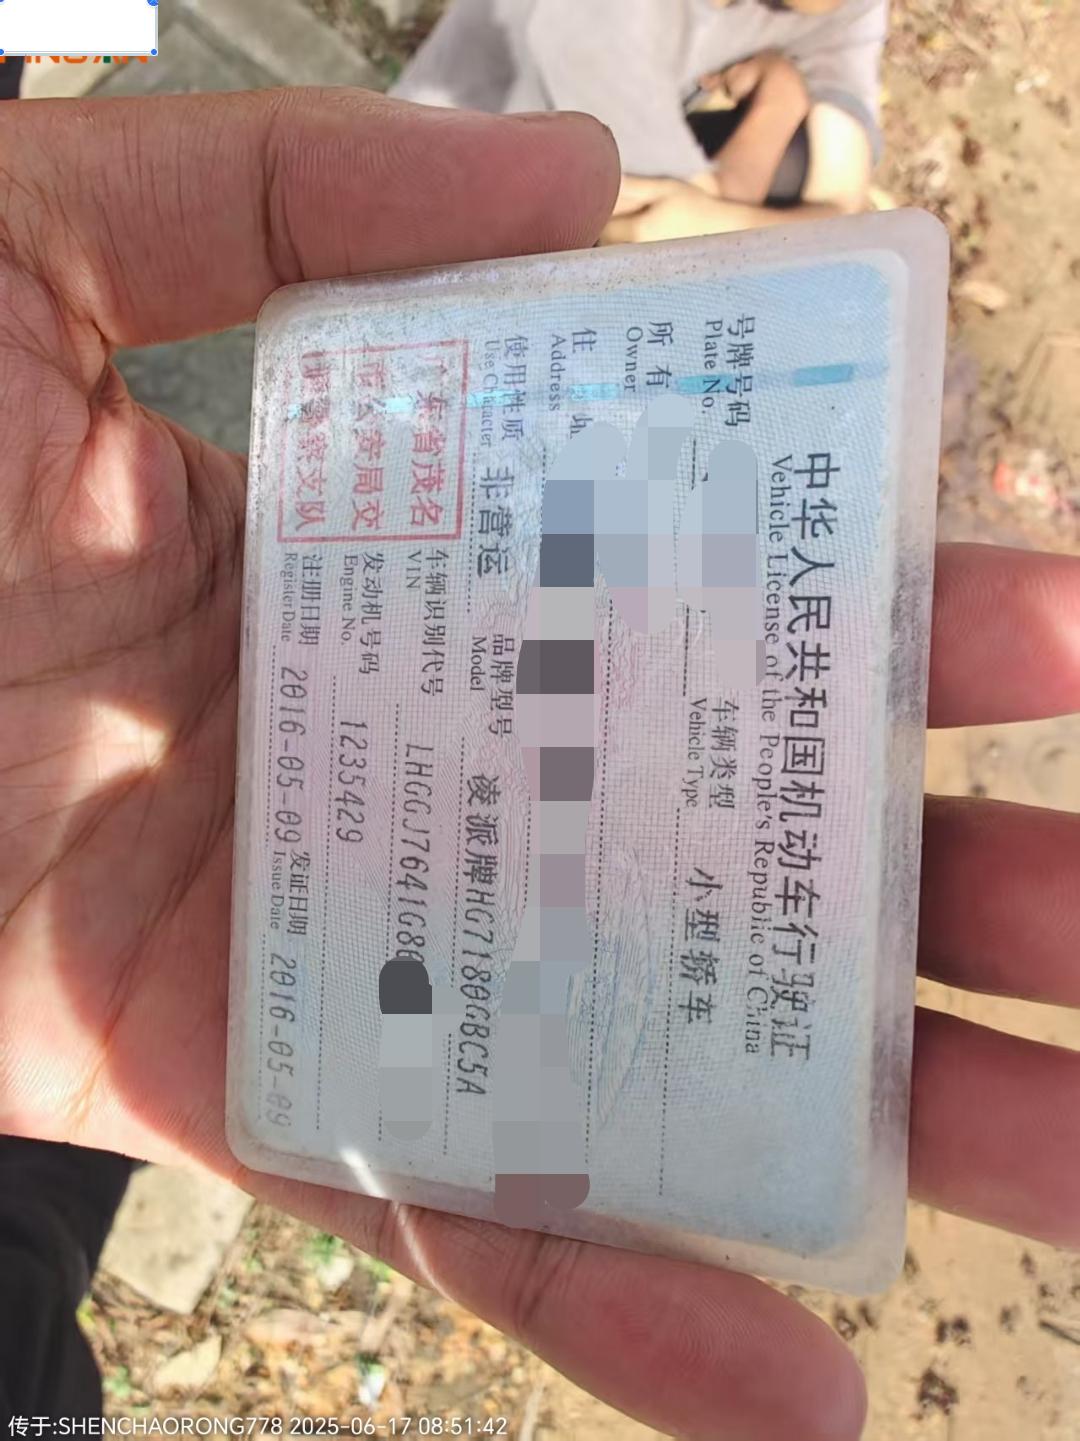 中华人民共和国机动车行驶证
Vehicle License of the People's Republic of China
号牌号码
Plate No.
车辆类型
Vehicle Type
小型轿车
所有
Owner
住 址
Address
使用性质
Use Character
非营运
品牌型号
Model
凌派牌HG7180GBC5A
广东省茂名
市公安局交
通警察支队
车辆识别代号
VIN
LHGGJ7641G80
发动机号码
Engine No.
1235429
注册日期
Register Date
2016-05-09
发证日期
Issue Date
2016-05-09
传于:SHENCHAORONG778 2025-06-17 08:51:42